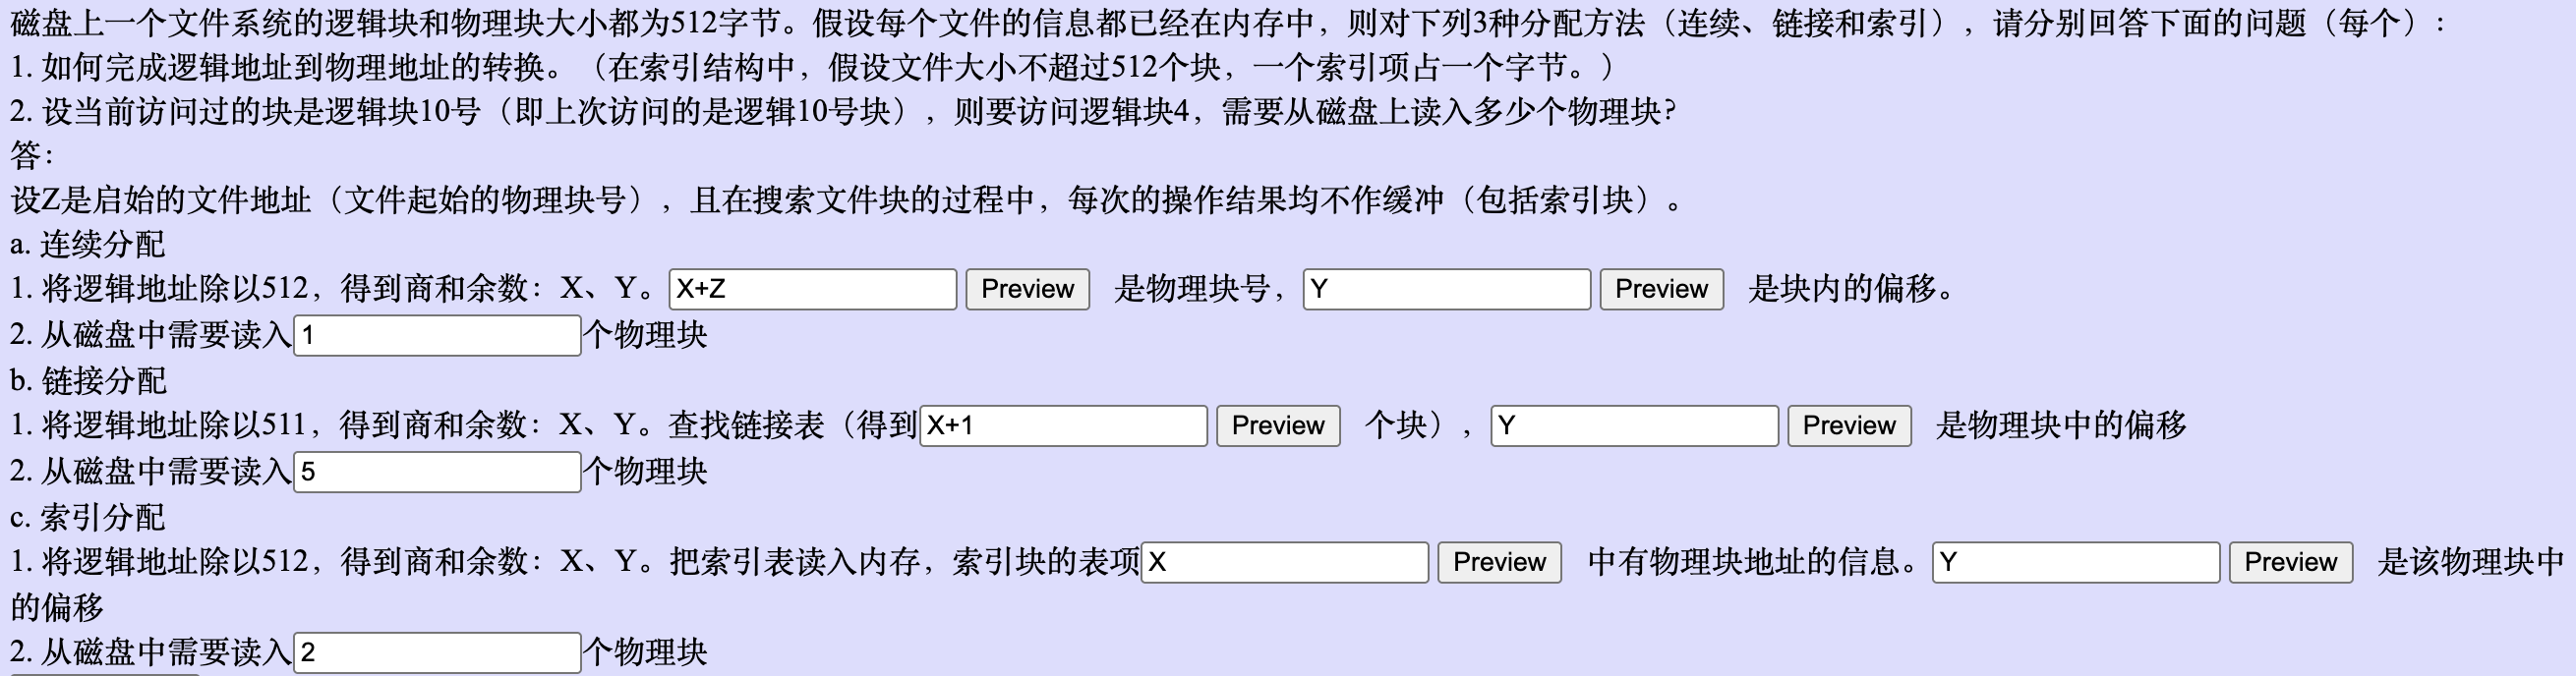 磁盘上一个文件系统的逻辑块和物理块大小都为512字节。假设每个文件的信息都已经在内存中，则对下列3种分配方法（连续、链接和索引），请分别回答下面的问题（每个）：
1. 如何完成逻辑地址到物理地址的转换。（在索引结构中，假设文件大小不超过512个块，一个索引项占一个字节。）
2. 设当前访问过的块是逻辑块10号（即上次访问的是逻辑10号块），则要访问逻辑块4，需要从磁盘上读入多少个物理块?
答：
设Z是启始的文件地址（文件起始的物理块号），且在搜索文件块的过程中，每次的操作结果均不作缓冲（包括索引块）。
a. 连续分配
1. 将逻辑地址除以512，得到商和余数：X、Y。X+Z Preview 是物理块号，Y Preview 是块内的偏移。
2. 从磁盘中需要读入1个物理块
b. 链接分配
1. 将逻辑地址除以511，得到商和余数：X、Y。查找链接表（得到X+1 Preview 个块），Y Preview 是物理块中的偏移
2. 从磁盘中需要读入5个物理块
c. 索引分配
1. 将逻辑地址除以512，得到商和余数：X、Y。把索引表读入内存，索引块的表项X Preview 中有物理块地址的信息。Y Preview 是该物理块中
的偏移
2. 从磁盘中需要读入2个物理块